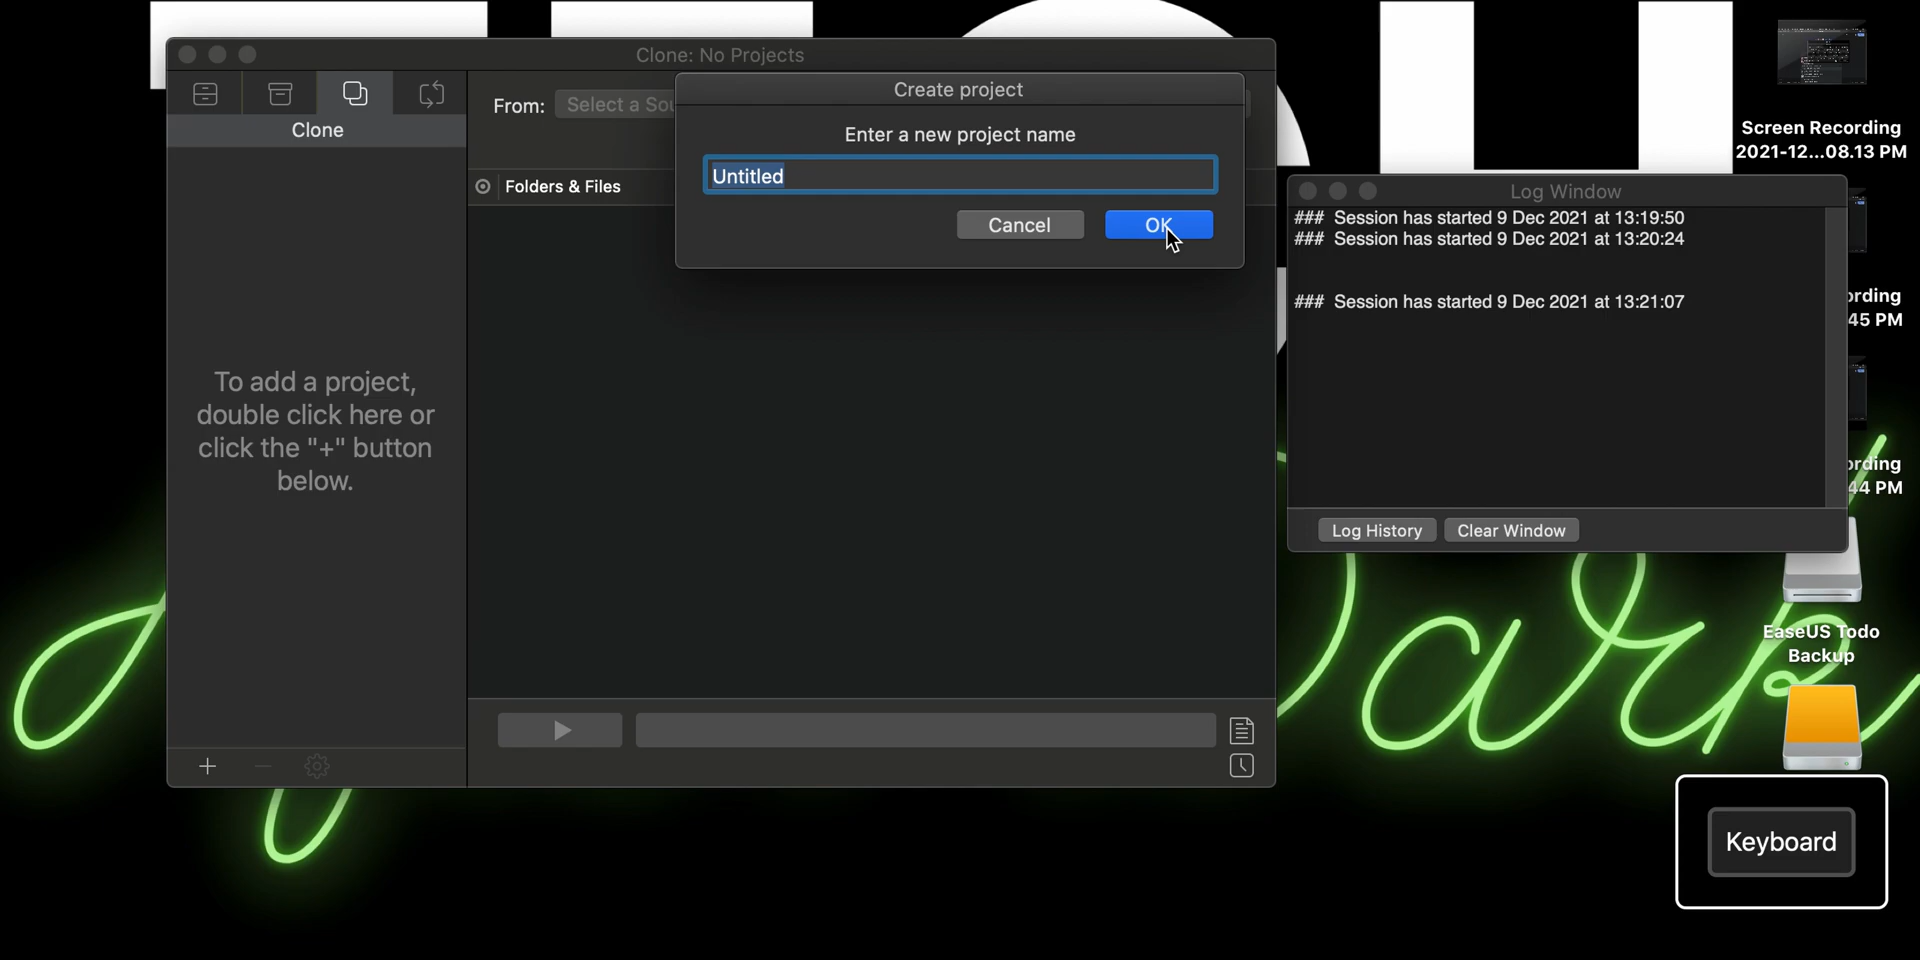 Clone: No Projects
Clone
To add a project,
double click here or
click the "+" button
below.
From:
Select a Sou
Folders & Files
Create project
Enter a new project name
Untitled
Cancel
OK
Log Window
### Session has started 9 Dec 2021 at 13:19:50
### Session has started 9 Dec 2021 at 13:20:24
### Session has started 9 Dec 2021 at 13:21:07
Log History
Clear Window
Screen Recording
2021-12...08.13 PM
ording
45 PM
ording
44 PM
EaseUS Todo
Backup
Keyboard